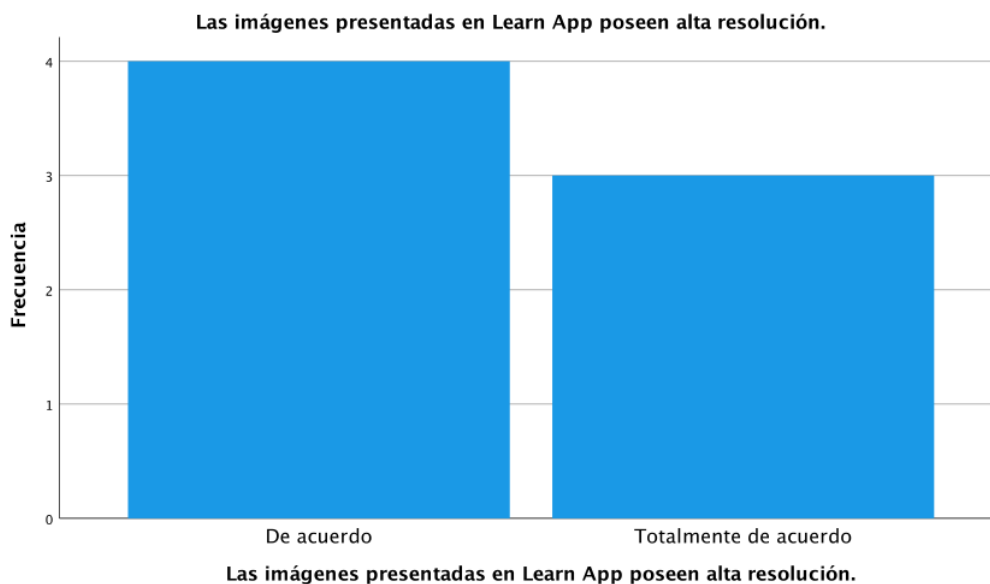 Las imágenes presentadas en Learn App poseen alta resolución.
4
3
2
1
0
Frecuencia
De acuerdo
Totalmente de acuerdo
Las imágenes presentadas en Learn App poseen alta resolución.